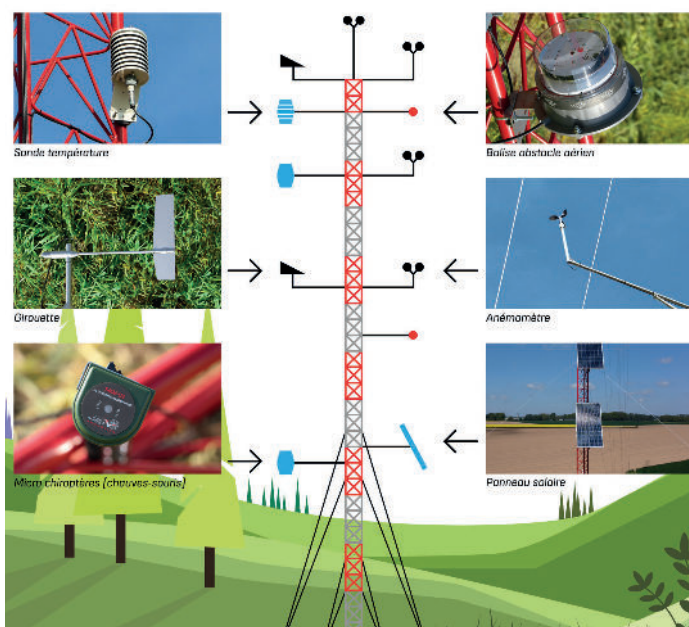 Sonde température
Balise obstacle aérien
Girouette
Anémomètre
Micro chiroptères (chauves-souris)
Panneau solaire